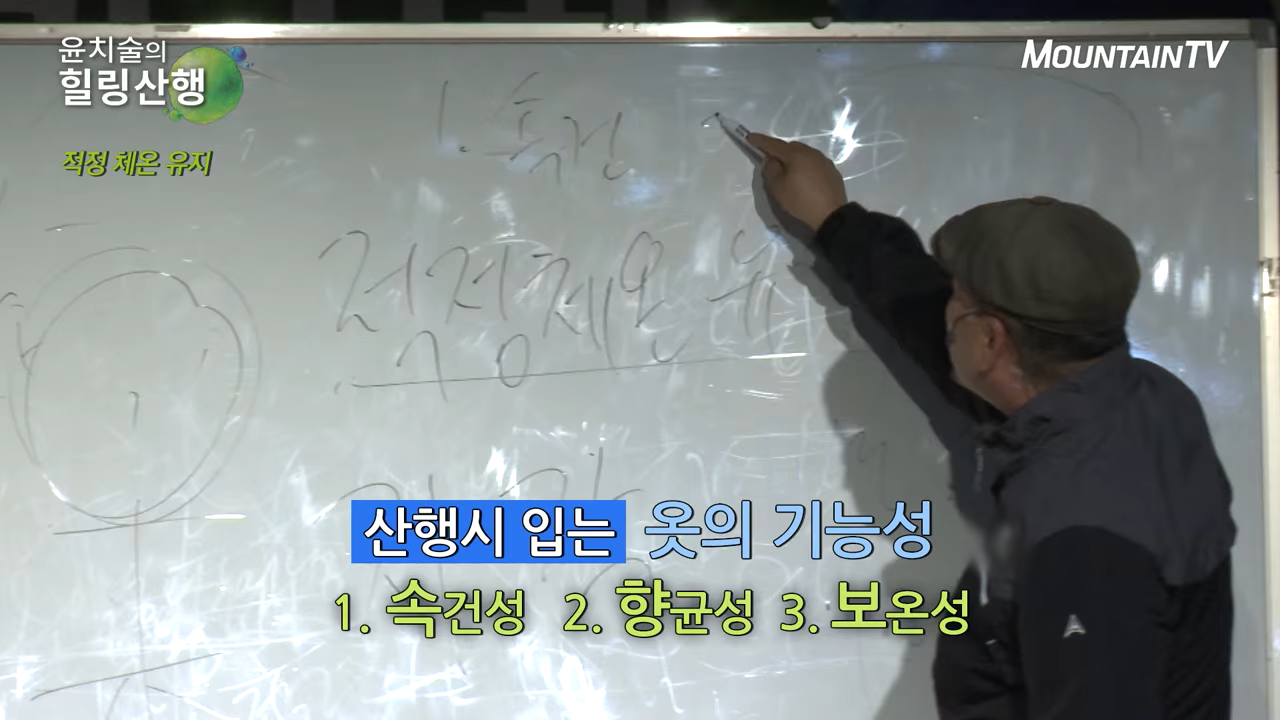 윤치술의
힐링산행
MOUNTAINTV
적정 체온 유지
1. 속건
적정체온 유
산행시 입는 옷의 기능성
1. 속건성 2. 향균성 3. 보온성